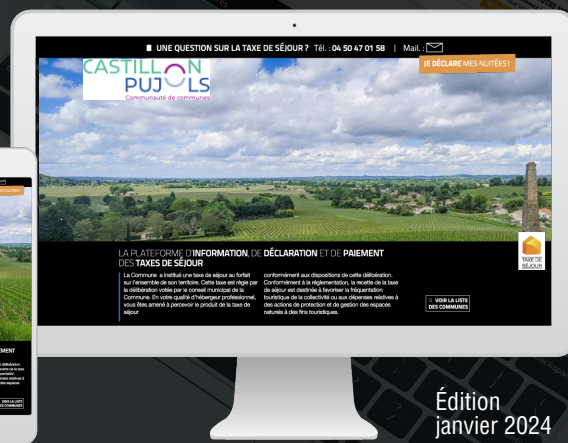 UNE QUESTION SUR LA TAXE DE SÉJOUR ? Tél. : 04 50 47 01 58 | Mail. :
JE DÉCLARE MES NUITÉES !
CASTILLON
PUJOLS
Communauté de communes
LA PLATEFORME D'INFORMATION, DE DÉCLARATION ET DE PAIEMENT
DES TAXES DE SÉJOUR
La Commune a institué une taxe de séjour au forfait
sur l'ensemble de son territoire. Cette taxe est régie par
la délibération votée par le conseil municipal de la
Commune. En votre qualité d'hébergeur professionnel,
vous êtes amené à percevoir le produit de la taxe de
séjour
conformément aux dispositions de cette délibération.
Conformément à la règlementation, la recette de la taxe
de séjour est destinée à favoriser la fréquentation
touristique de la collectivité ou aux dépenses relatives à
des actions de protection et de gestion des espaces
naturels à des fins touristiques.
TAXE DE
SÉJOUR
VOIR LA LISTE
DES COMMUNES
Édition
janvier 2024